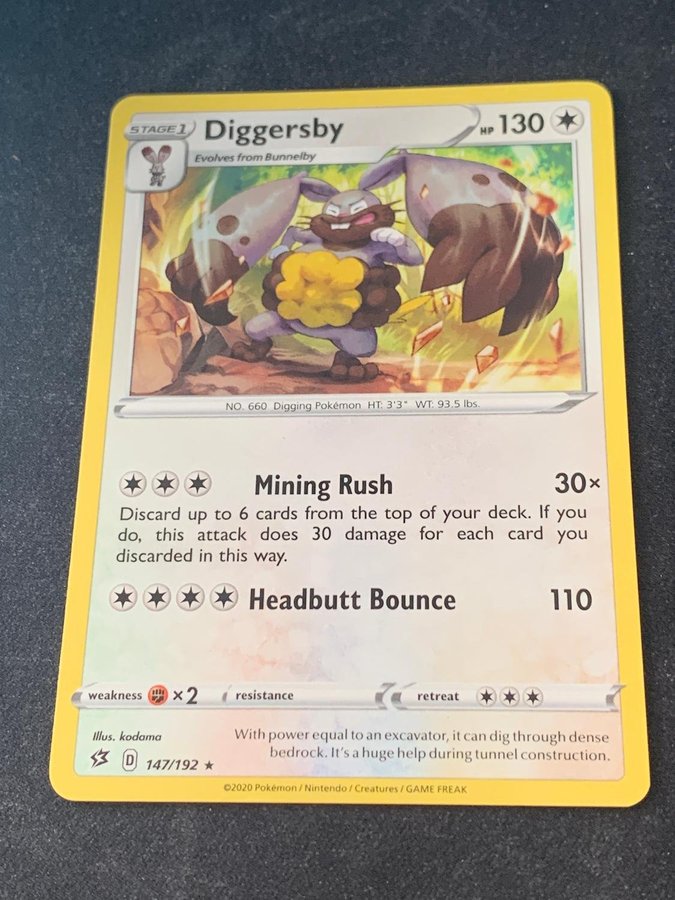 STAGE 1 Diggersby HP 130
Evolves from Bunnelby
NO. 660 Digging Pokémon HT: 3'3" WT: 93.5 lbs.
Mining Rush 30×
Discard up to 6 cards from the top of your deck. If you
do, this attack does 30 damage for each card you
discarded in this way.
Headbutt Bounce 110
weakness ×2 resistance retreat
Illus. kodama
With power equal to an excavator, it can dig through dense
bedrock. It's a huge help during tunnel construction.
D 147/192 ★
©2020 Pokémon / Nintendo / Creatures / GAME FREAK